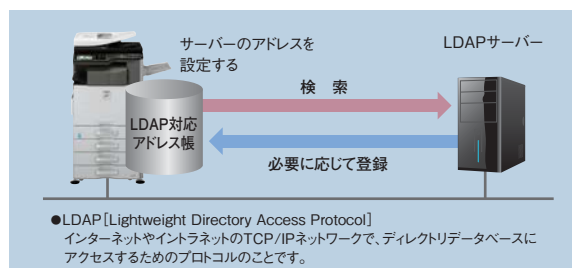 サーバーのアドレスを
設定する
LDAPサーバー
検 索
LDAP対応
アドレス帳
必要に応じて登録
●LDAP[Lightweight Directory Access Protocol]
インターネットやイントラネットのTCP/IPネットワークで、ディレクトリデータベースに
アクセスするためのプロトコルのことです。